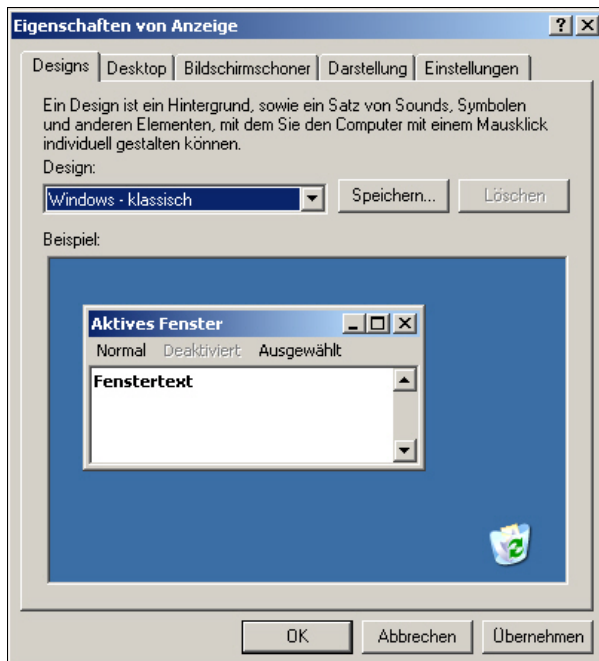 Eigenschaften von Anzeige
Designs Desktop Bildschirmschoner Darstellung Einstellungen
Ein Design ist ein Hintergrund, sowie ein Satz von Sounds, Symbolen
und anderen Elementen, mit dem Sie den Computer mit einem Mausklick
individuell gestalten können.
Design:
Windows - klassisch Speichern... Löschen
Beispiel:
Aktives Fenster
Normal Deaktiviert Ausgewählt
Fenstertext
OK Abbrechen Übernehmen